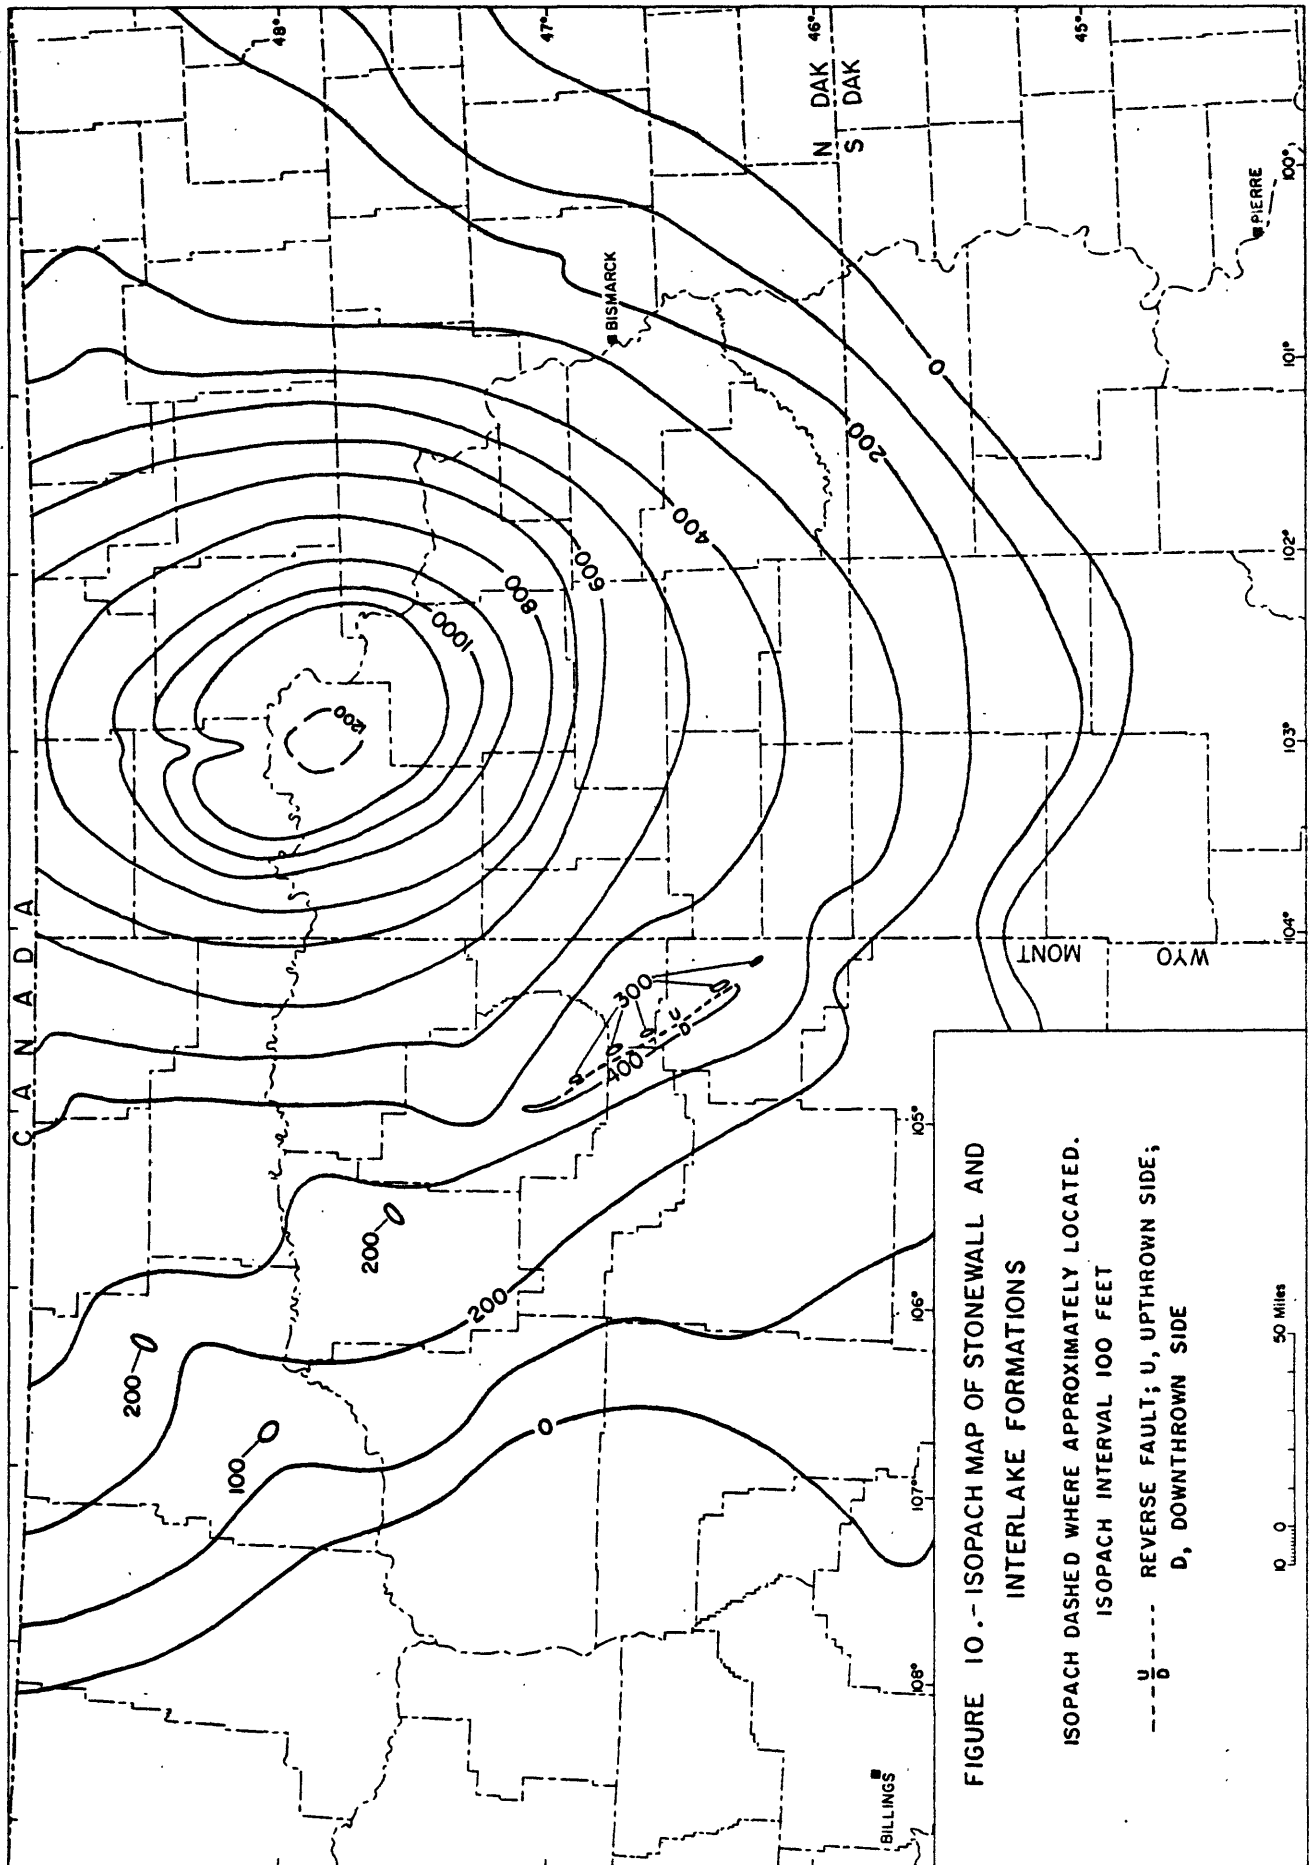 C A N A D A
48°
47°
46°
45°
N DAK
S DAK
100°
101°
102°
103°
104°
105°
106°
107°
108°
BISMARCK
PIERRE
BILLINGS
MONT
WYO
0
200
400
600
800
1000
1200
300
400
U
D
200
200
200
100
0
FIGURE 10.-ISOPACH MAP OF STONEWALL AND
INTERLAKE FORMATIONS
ISOPACH DASHED WHERE APPROXIMATELY LOCATED.
ISOPACH INTERVAL 100 FEET
U
D
REVERSE FAULT; U, UPTHROWN SIDE;
D, DOWNTHROWN SIDE
10 0 50 Miles